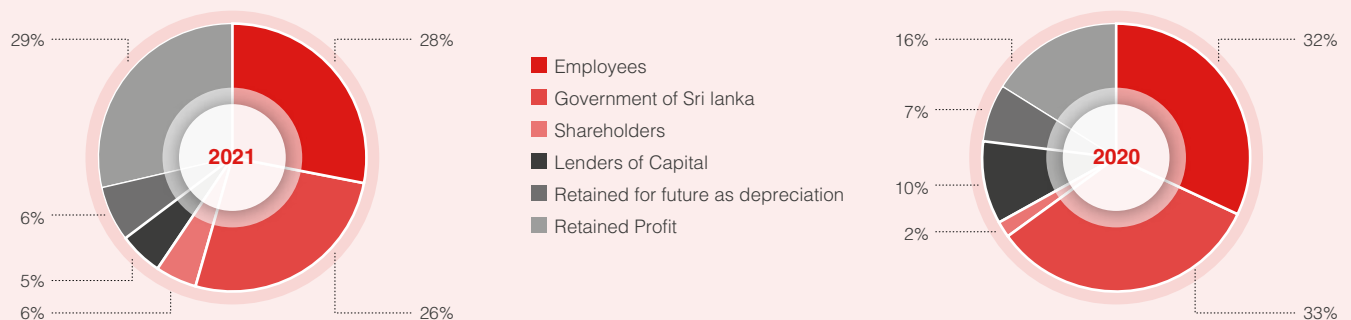 29%
28%
2021
6%
5%
6%
26%
Employees
Government of Sri lanka
Shareholders
Lenders of Capital
Retained for future as depreciation
Retained Profit
16%
32%
7%
2020
10%
2%
33%